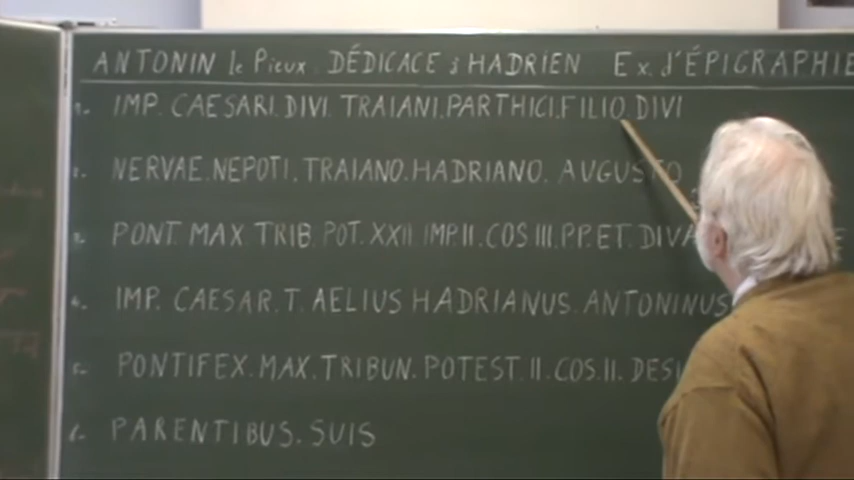 ANTONIN le Pieux. DÉDICACE à HADRIEN Ex. d'ÉPIGRAPHIE
1. IMP. CAESARI. DIVI. TRAIANI. PARTHICI. FILIO. DIVI
2. NERVAE. NEPOTI. TRAIANO. HADRIANO. AUGUSTO
3. PONT. MAX. TRIB. POT. XXII IMP. II. COS III. P.P. ET. DIVA
4. IMP. CAESAR. T. AELIUS HADRIANUS. ANTONINUS
5. PONTIFEX. MAX. TRIBUN. POTEST. II. COS. II. DESI
6. PARENTIBUS. SUIS